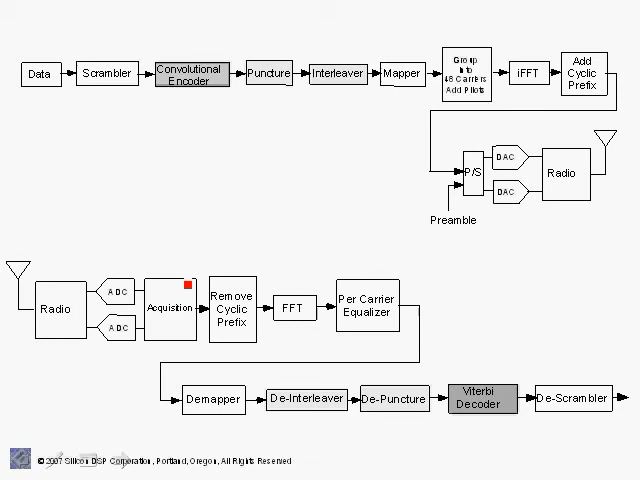 Data
Scrambler
Convolutional
Encoder
Puncture
Interleaver
Mapper
Group
Into
48 Carriers
Add Pilots
iFFT
Add
Cyclic
Prefix
P/S
DAC
DAC
Radio
Preamble
Radio
ADC
ADC
Acquisition
Remove
Cyclic
Prefix
FFT
Per Carrier
Equalizer
Demapper
De-Interleaver
De-Puncture
Viterbi
Decoder
De-Scrambler
© 2007 Silicon DSP Corporation, Portland, Oregon, All Rights Reserved